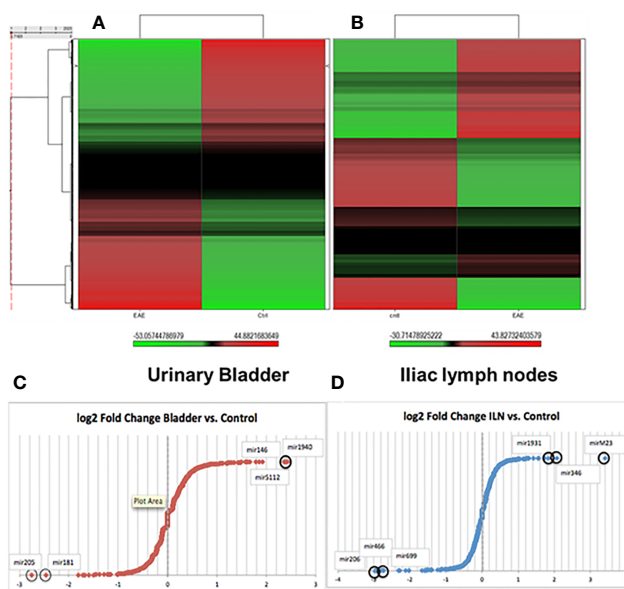 A
B
EAE
Ctrl
cntl
EAE
-53.05744786979
44.8821683649
-30.71478925222
43.82732403579
C
Urinary Bladder
D
Iliac lymph nodes
log2 Fold Change Bladder vs. Control
mir146
mir1940
mir5112
Plot Area
mir205
mir181
-3
-2
-1
0
1
2
3
log2 Fold Change ILN vs. Control
mir1931
mirM23
mir346
mir466
mir206
mir699
-4
-3
-2
-1
0
1
2
3